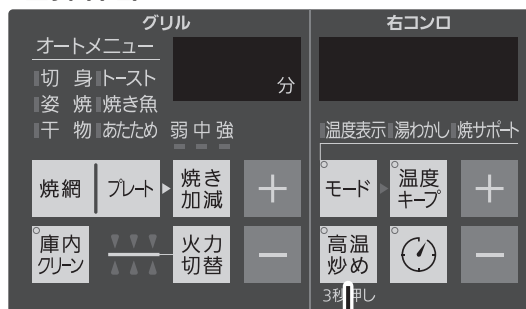 グリル
オートメニュー
切身 トースト
姿焼 焼き魚
干物 あたため
分
弱 中 強
焼網 プレート 焼き加減 +
庫内クリーン 火力切替 −
右コンロ
温度表示 湯わかし 焼サポート
モード 温度キープ +
高温炒め −
3秒押し